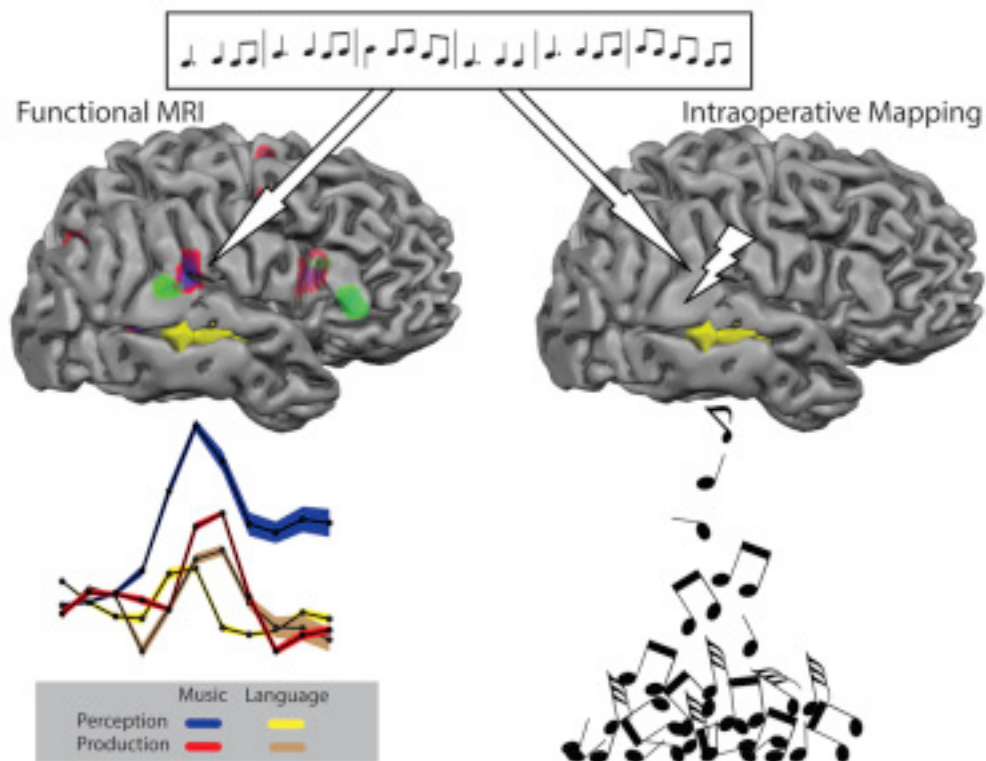 Functional MRI
Intraoperative Mapping
Music Language
Perception
Production